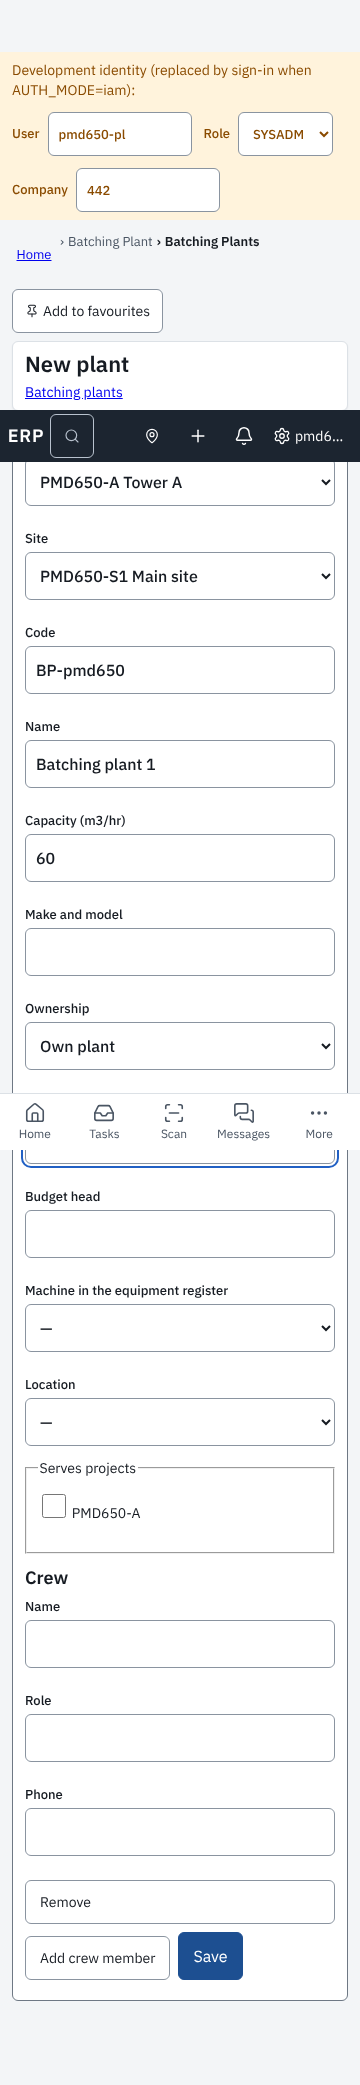 Development identity (replaced by sign-in when
AUTH_MODE=iam):
User pmd650-pl Role SYSADM
Company 442
Home › Batching Plant › Batching Plants
Add to favourites
New plant
Batching plants
ERP pmd6...
PMD650-A Tower A
Site
PMD650-S1 Main site
Code
BP-pmd650
Name
Batching plant 1
Capacity (m3/hr)
60
Make and model
Ownership
Own plant
Home Tasks Scan Messages More
Budget head
Machine in the equipment register
—
Location
—
Serves projects
PMD650-A
Crew
Name
Role
Phone
Remove
Add crew member Save